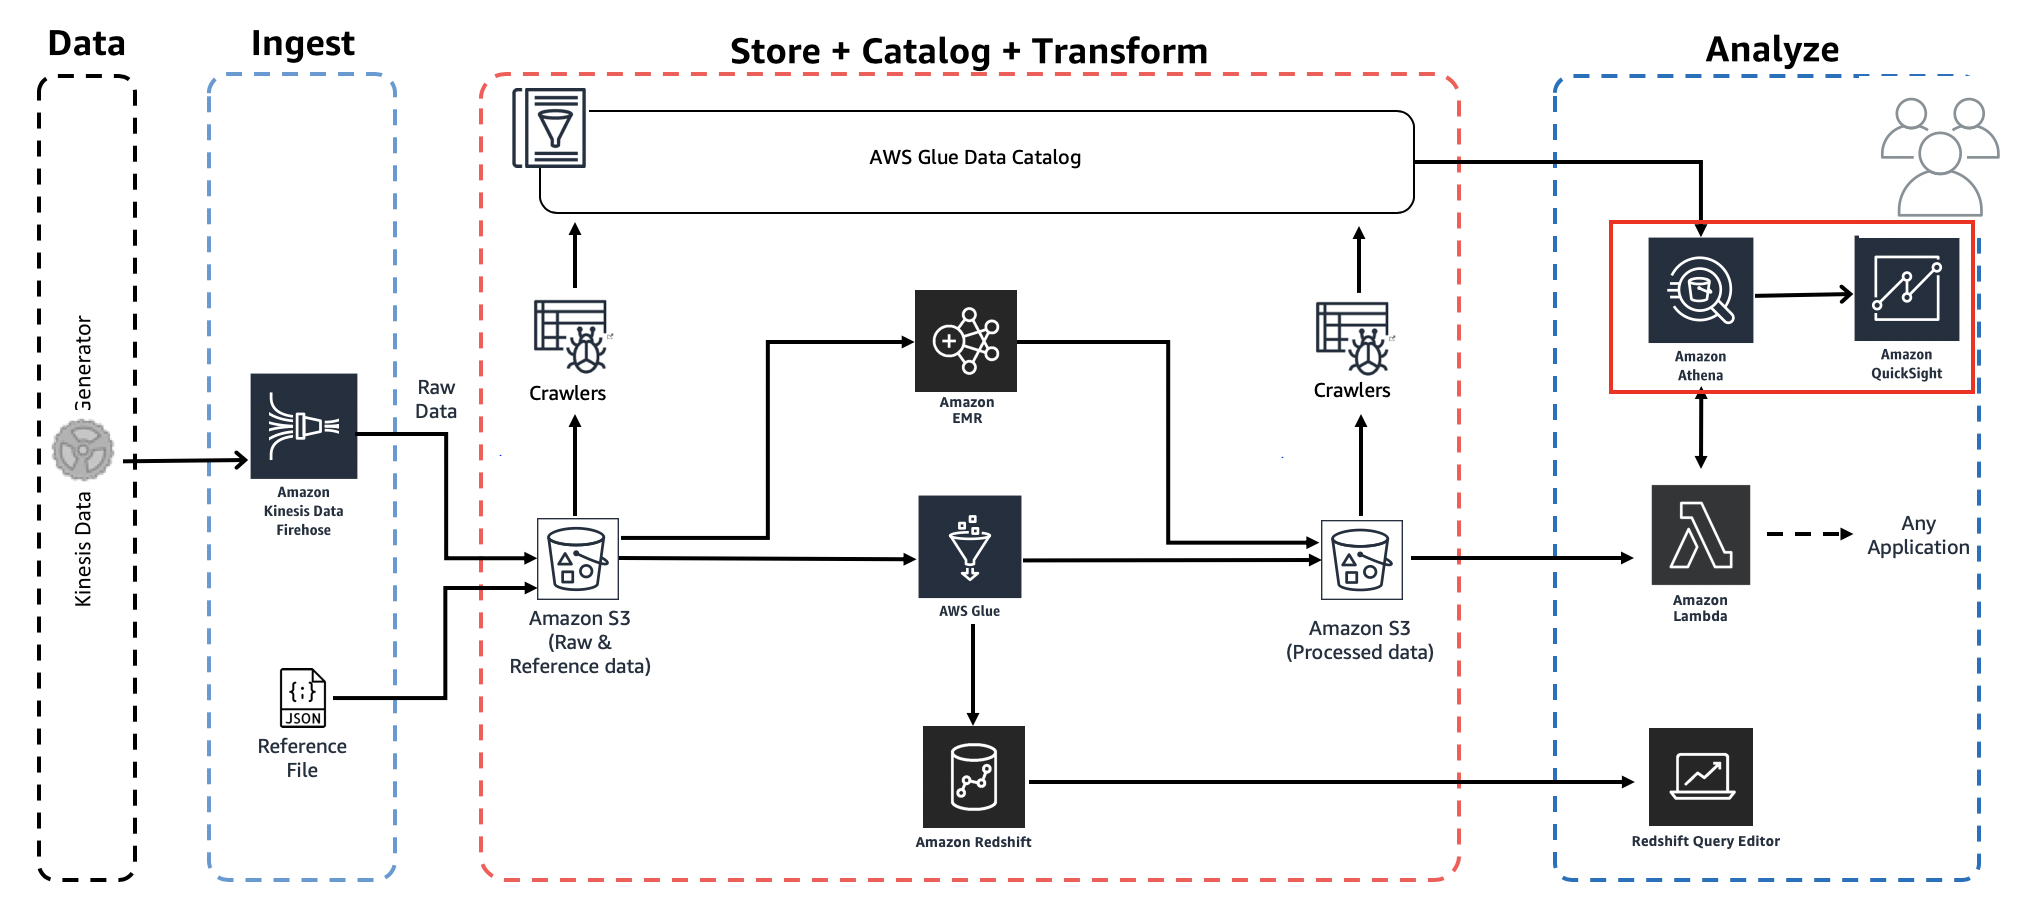 Data
Ingest
Store + Catalog + Transform
Analyze
AWS Glue Data Catalog
Kinesis Data
Generator
Amazon
Kinesis Data
Firehose
Raw
Data
{;}
JSON
Reference
File
Crawlers
Amazon S3
(Raw &
Reference data)
Amazon
EMR
AWS Glue
Amazon Redshift
Crawlers
Amazon S3
(Processed data)
Amazon
Athena
Amazon
QuickSight
Amazon
Lambda
Any
Application
Redshift Query Editor